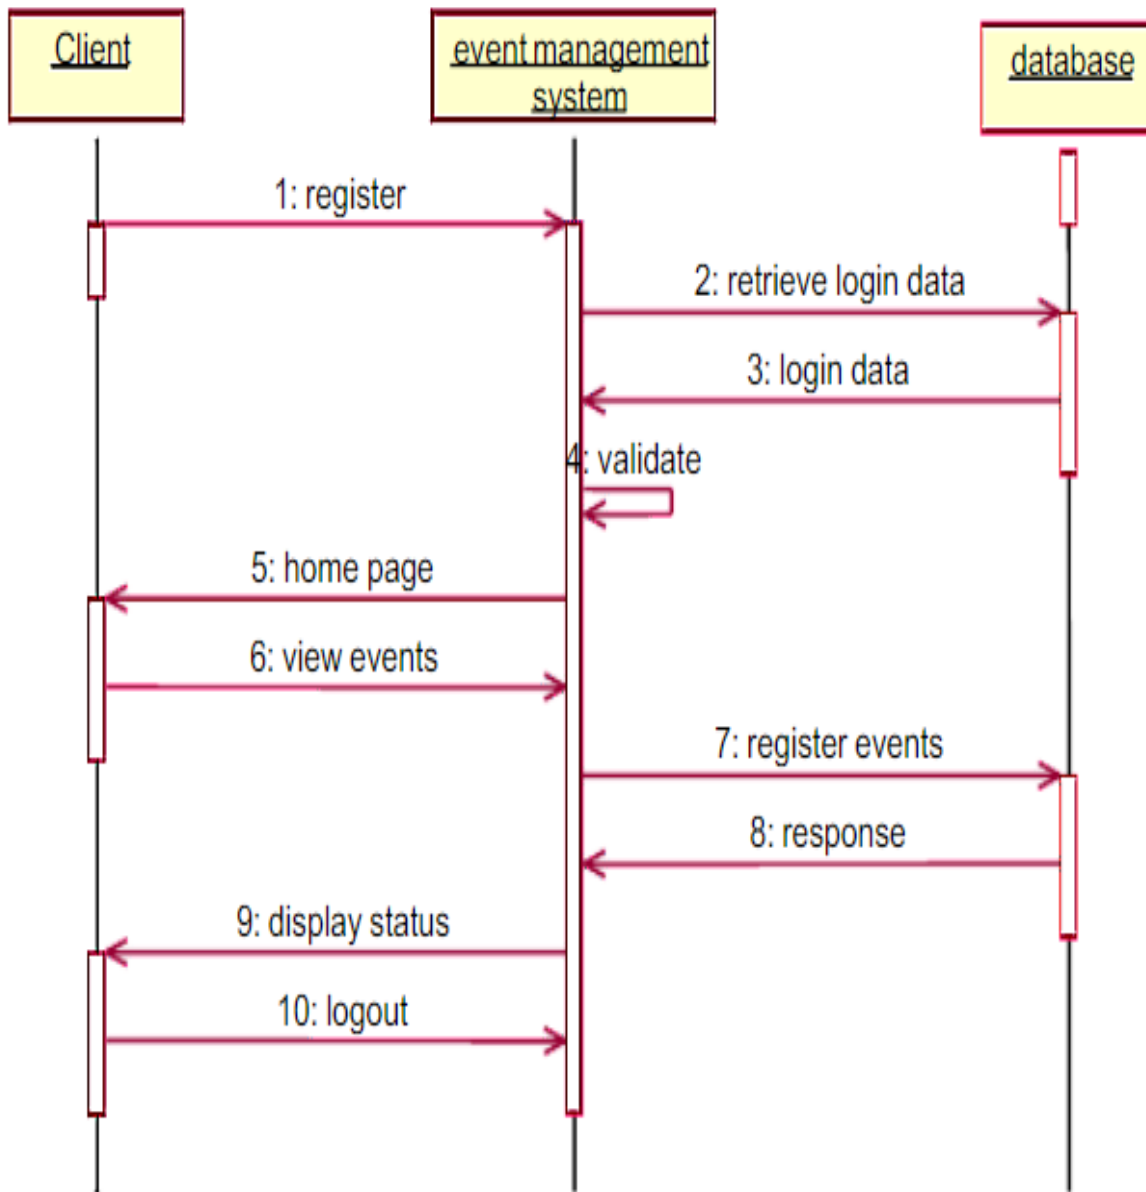 Client
event management
system
database
1: register
2: retrieve login data
3: login data
4: validate
5: home page
6: view events
7: register events
8: response
9: display status
10: logout